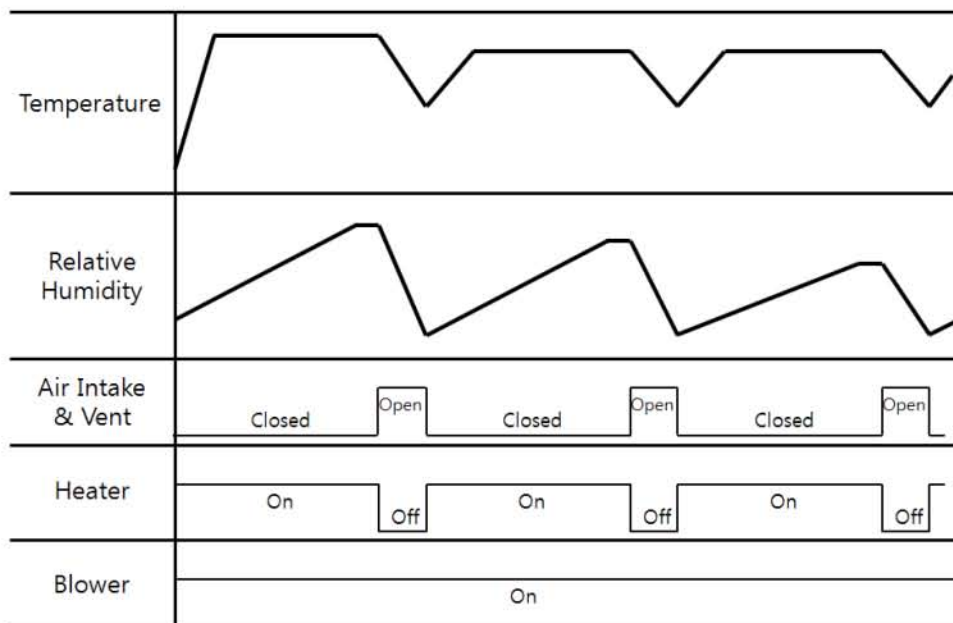 Temperature
Relative
Humidity
Air Intake
& Vent
Closed
Open
Closed
Open
Closed
Open
Heater
On
Off
On
Off
On
Off
Blower
On